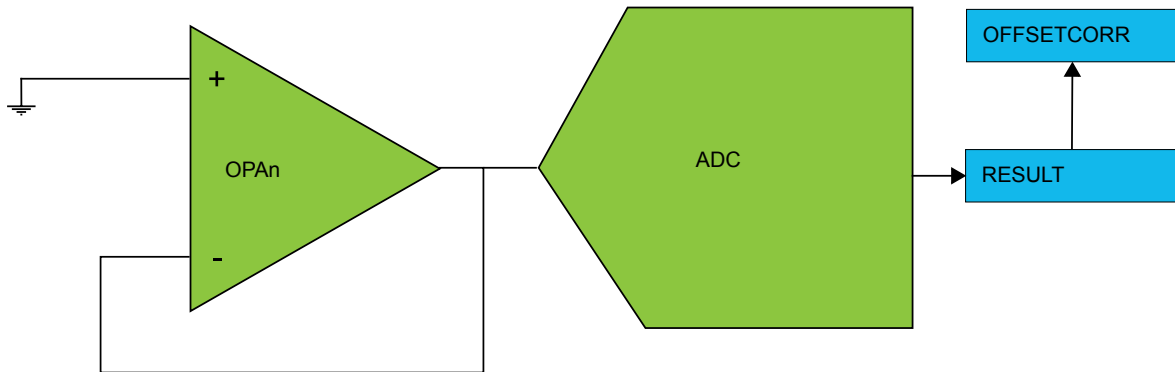 OFFSETCORR
+
OPAn
ADC
RESULT
-